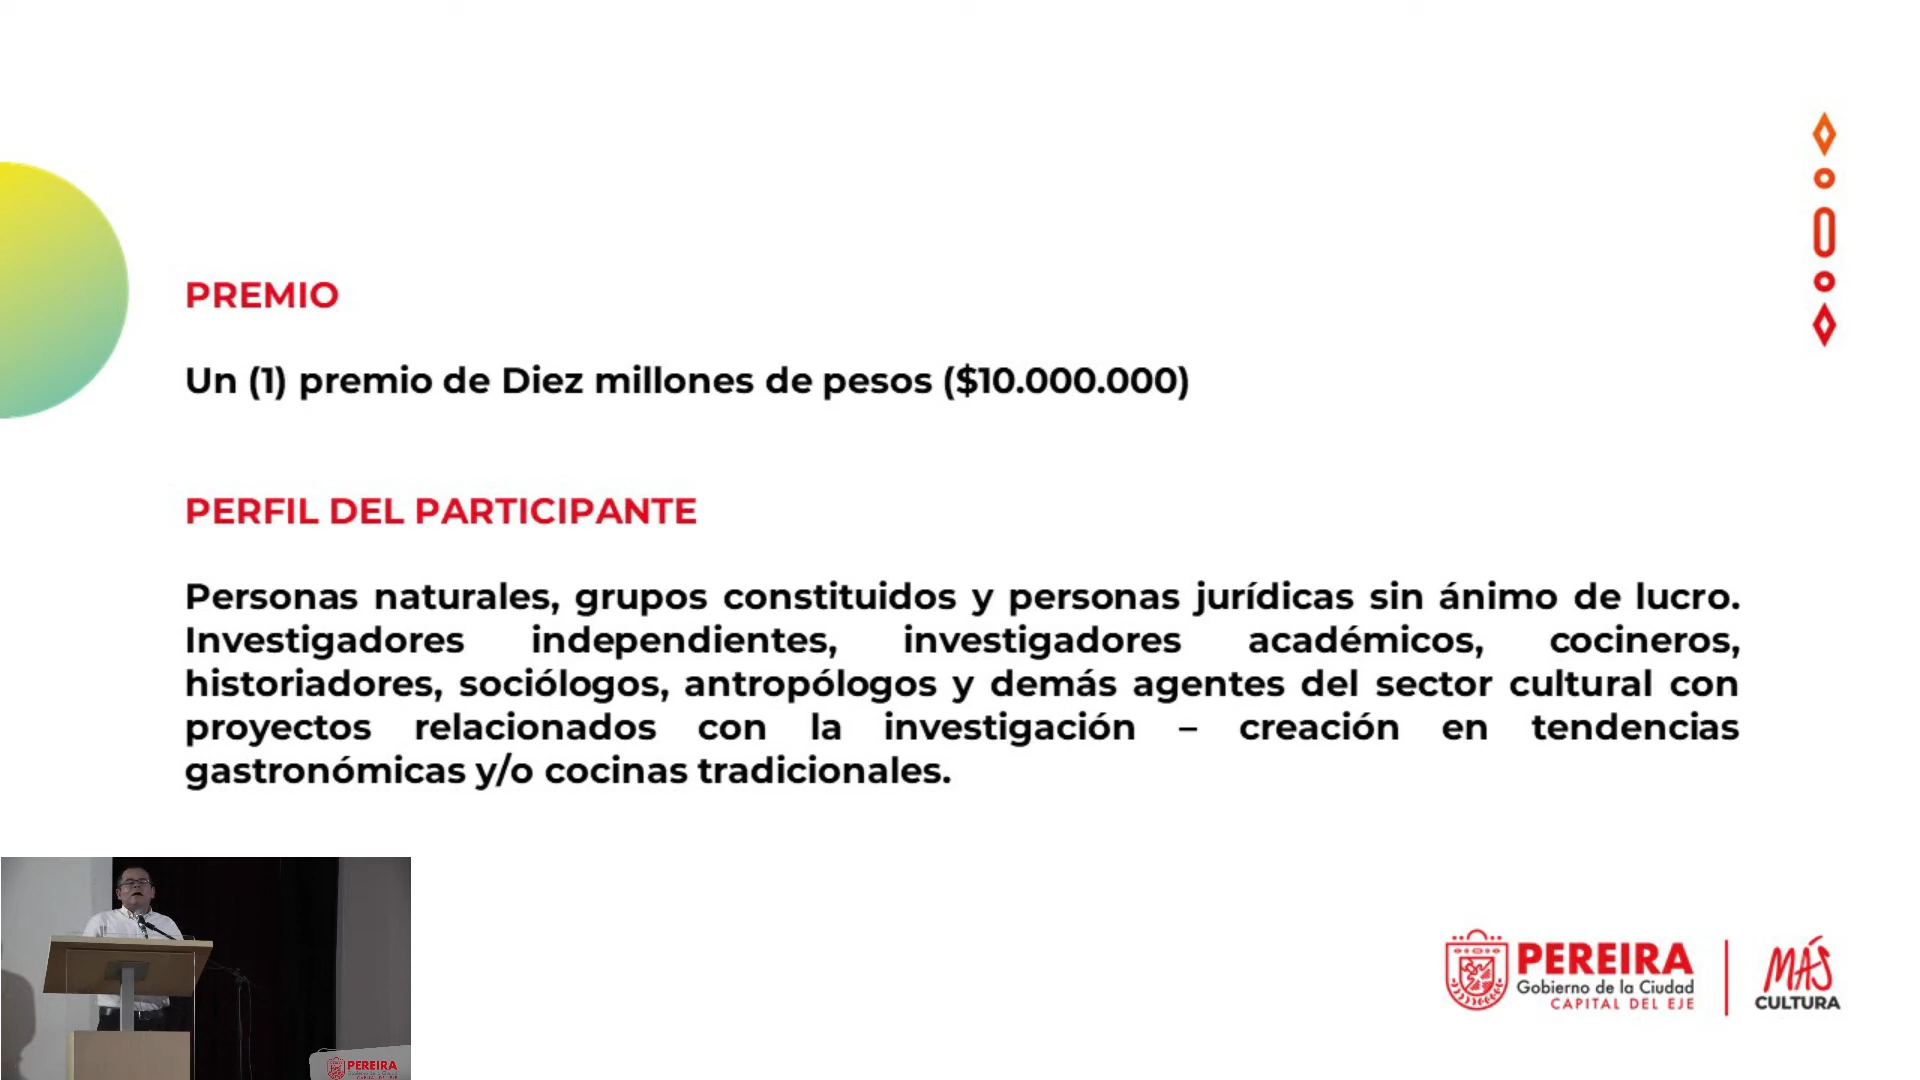 PREMIO
Un (1) premio de Diez millones de pesos ($10.000.000)
PERFIL DEL PARTICIPANTE
Personas naturales, grupos constituidos y personas jurídicas sin ánimo de lucro.
Investigadores independientes, investigadores académicos, cocineros,
historiadores, sociólogos, antropólogos y demás agentes del sector cultural con
proyectos relacionados con la investigación – creación en tendencias
gastronómicas y/o cocinas tradicionales.
PEREIRA
Gobierno de la Ciudad
CAPITAL DEL EJE
MÁS
CULTURA
PEREIRA